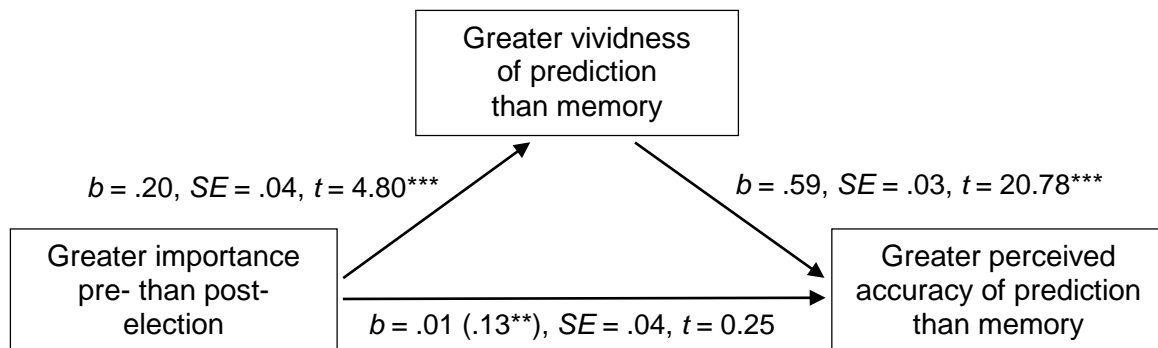 Greater vividness
of prediction
than memory
b = .20, SE = .04, t = 4.80***
b = .59, SE = .03, t = 20.78***
Greater importance
pre- than post-
election
b = .01 (.13**), SE = .04, t = 0.25
Greater perceived
accuracy of prediction
than memory